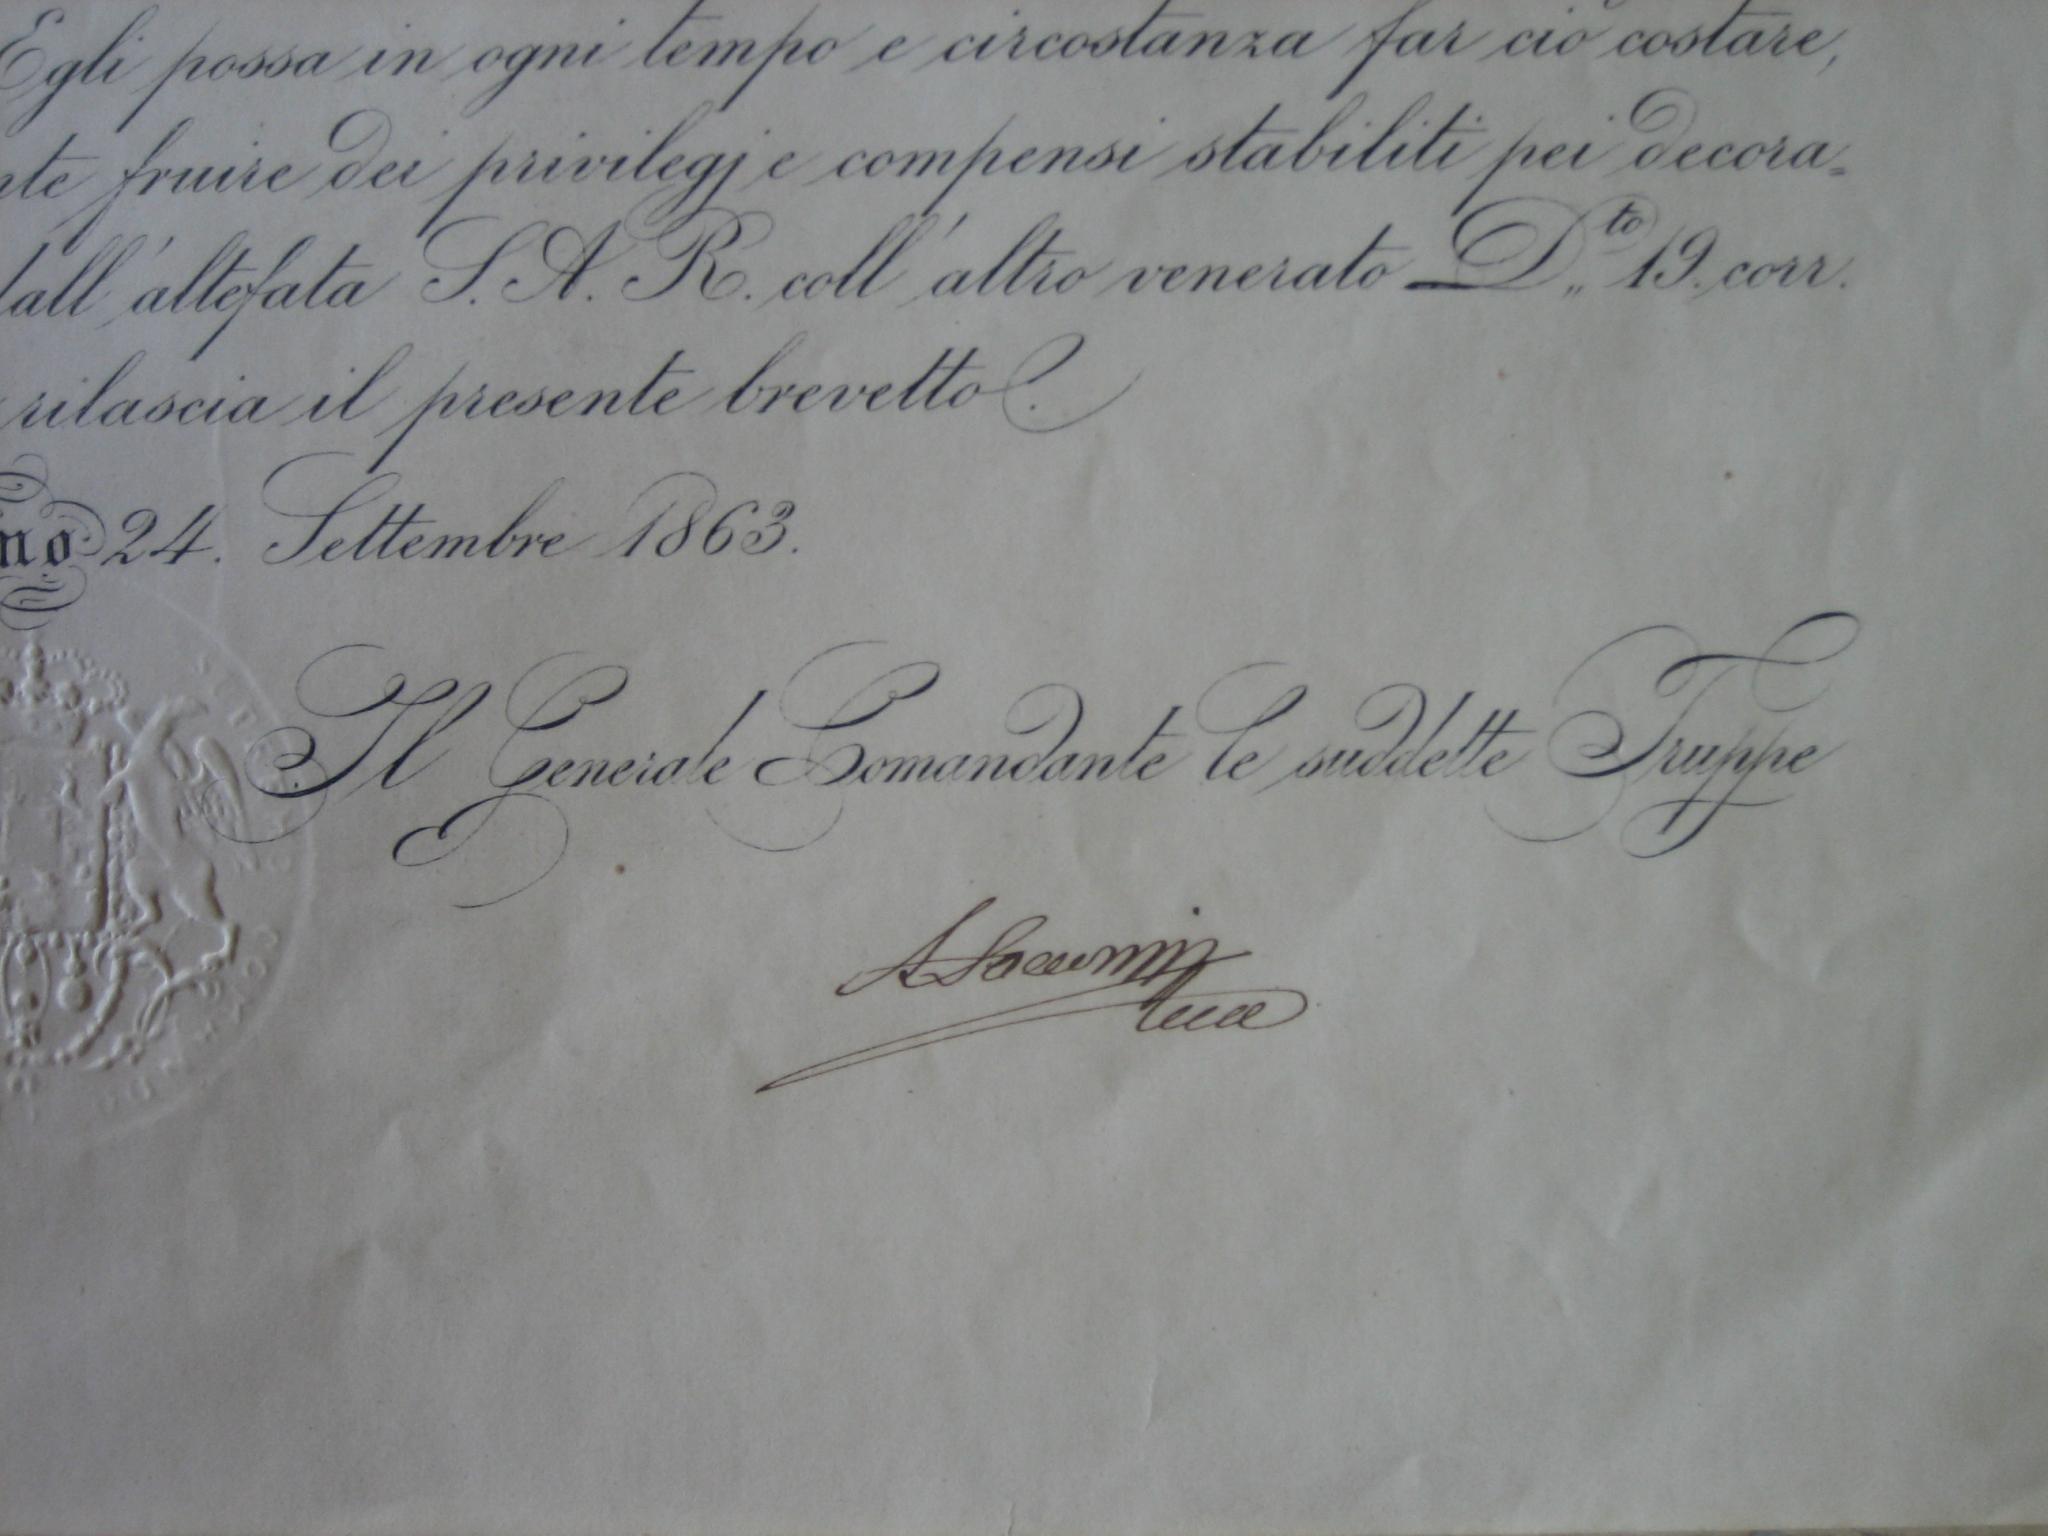 Egli possa in ogni tempo e circostanza far ciò costare,
nte fruire dei privilegj e compensi stabiliti pei decora=
dall'altefata S. A. R. coll'altro venerato D„to 19. corr.
rilascia il presente brevetto.
no 24. Settembre 1863.
Il Generale Comandante le suddette Truppe